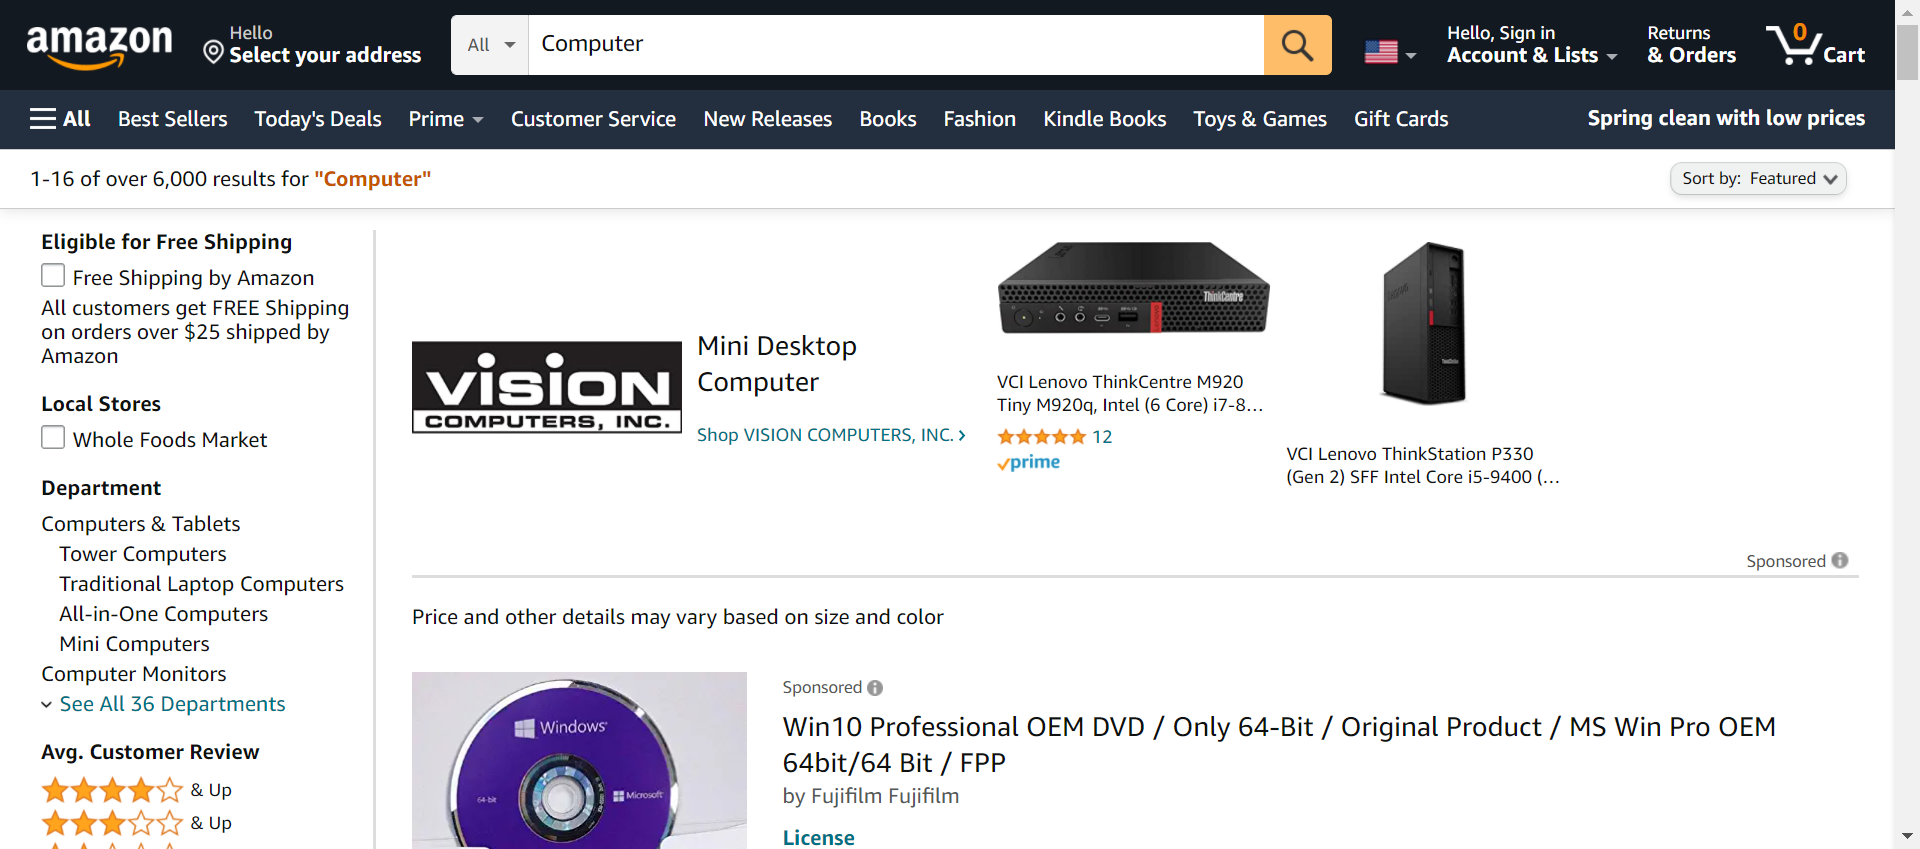 amazon
Hello
Select your address
All
Computer
Hello, Sign in
Account & Lists
Returns
& Orders
0
Cart
All
Best Sellers
Today's Deals
Prime
Customer Service
New Releases
Books
Fashion
Kindle Books
Toys & Games
Gift Cards
Spring clean with low prices
1-16 of over 6,000 results for "Computer"
Sort by: Featured
Eligible for Free Shipping
Free Shipping by Amazon
All customers get FREE Shipping
on orders over $25 shipped by
Amazon
Local Stores
Whole Foods Market
Department
Computers & Tablets
Tower Computers
Traditional Laptop Computers
All-in-One Computers
Mini Computers
Computer Monitors
See All 36 Departments
Avg. Customer Review
& Up
& Up
VISION
COMPUTERS, INC.
Mini Desktop
Computer
Shop VISION COMPUTERS, INC. ›
ThinkCentre
VCI Lenovo ThinkCentre M920
Tiny M920q, Intel (6 Core) i7-8...
12
prime
VCI Lenovo ThinkStation P330
(Gen 2) SFF Intel Core i5-9400 (...
Sponsored
Price and other details may vary based on size and color
Windows
64-bit
Microsoft
Sponsored
Win10 Professional OEM DVD / Only 64-Bit / Original Product / MS Win Pro OEM
64bit/64 Bit / FPP
by Fujifilm Fujifilm
License